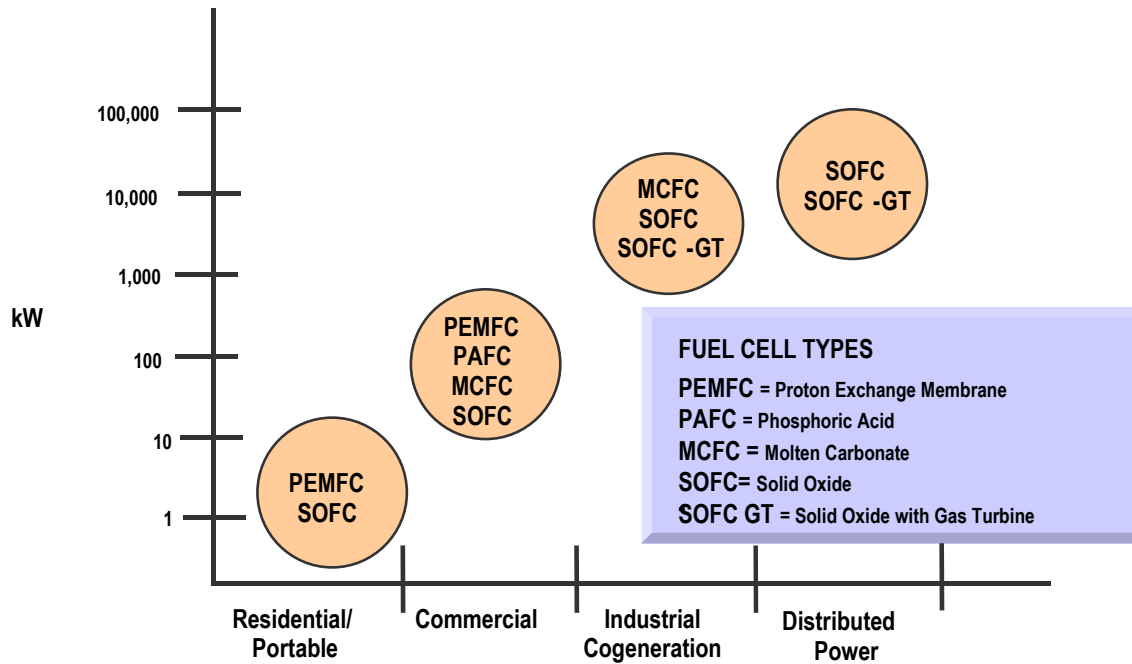 100,000
10,000
1,000
kW
100
10
1
PEMFC
SOFC
PEMFC
PAFC
MCFC
SOFC
MCFC
SOFC
SOFC -GT
SOFC
SOFC -GT
FUEL CELL TYPES
PEMFC = Proton Exchange Membrane
PAFC = Phosphoric Acid
MCFC = Molten Carbonate
SOFC= Solid Oxide
SOFC GT = Solid Oxide with Gas Turbine
Residential/
Portable
Commercial
Industrial
Cogeneration
Distributed
Power